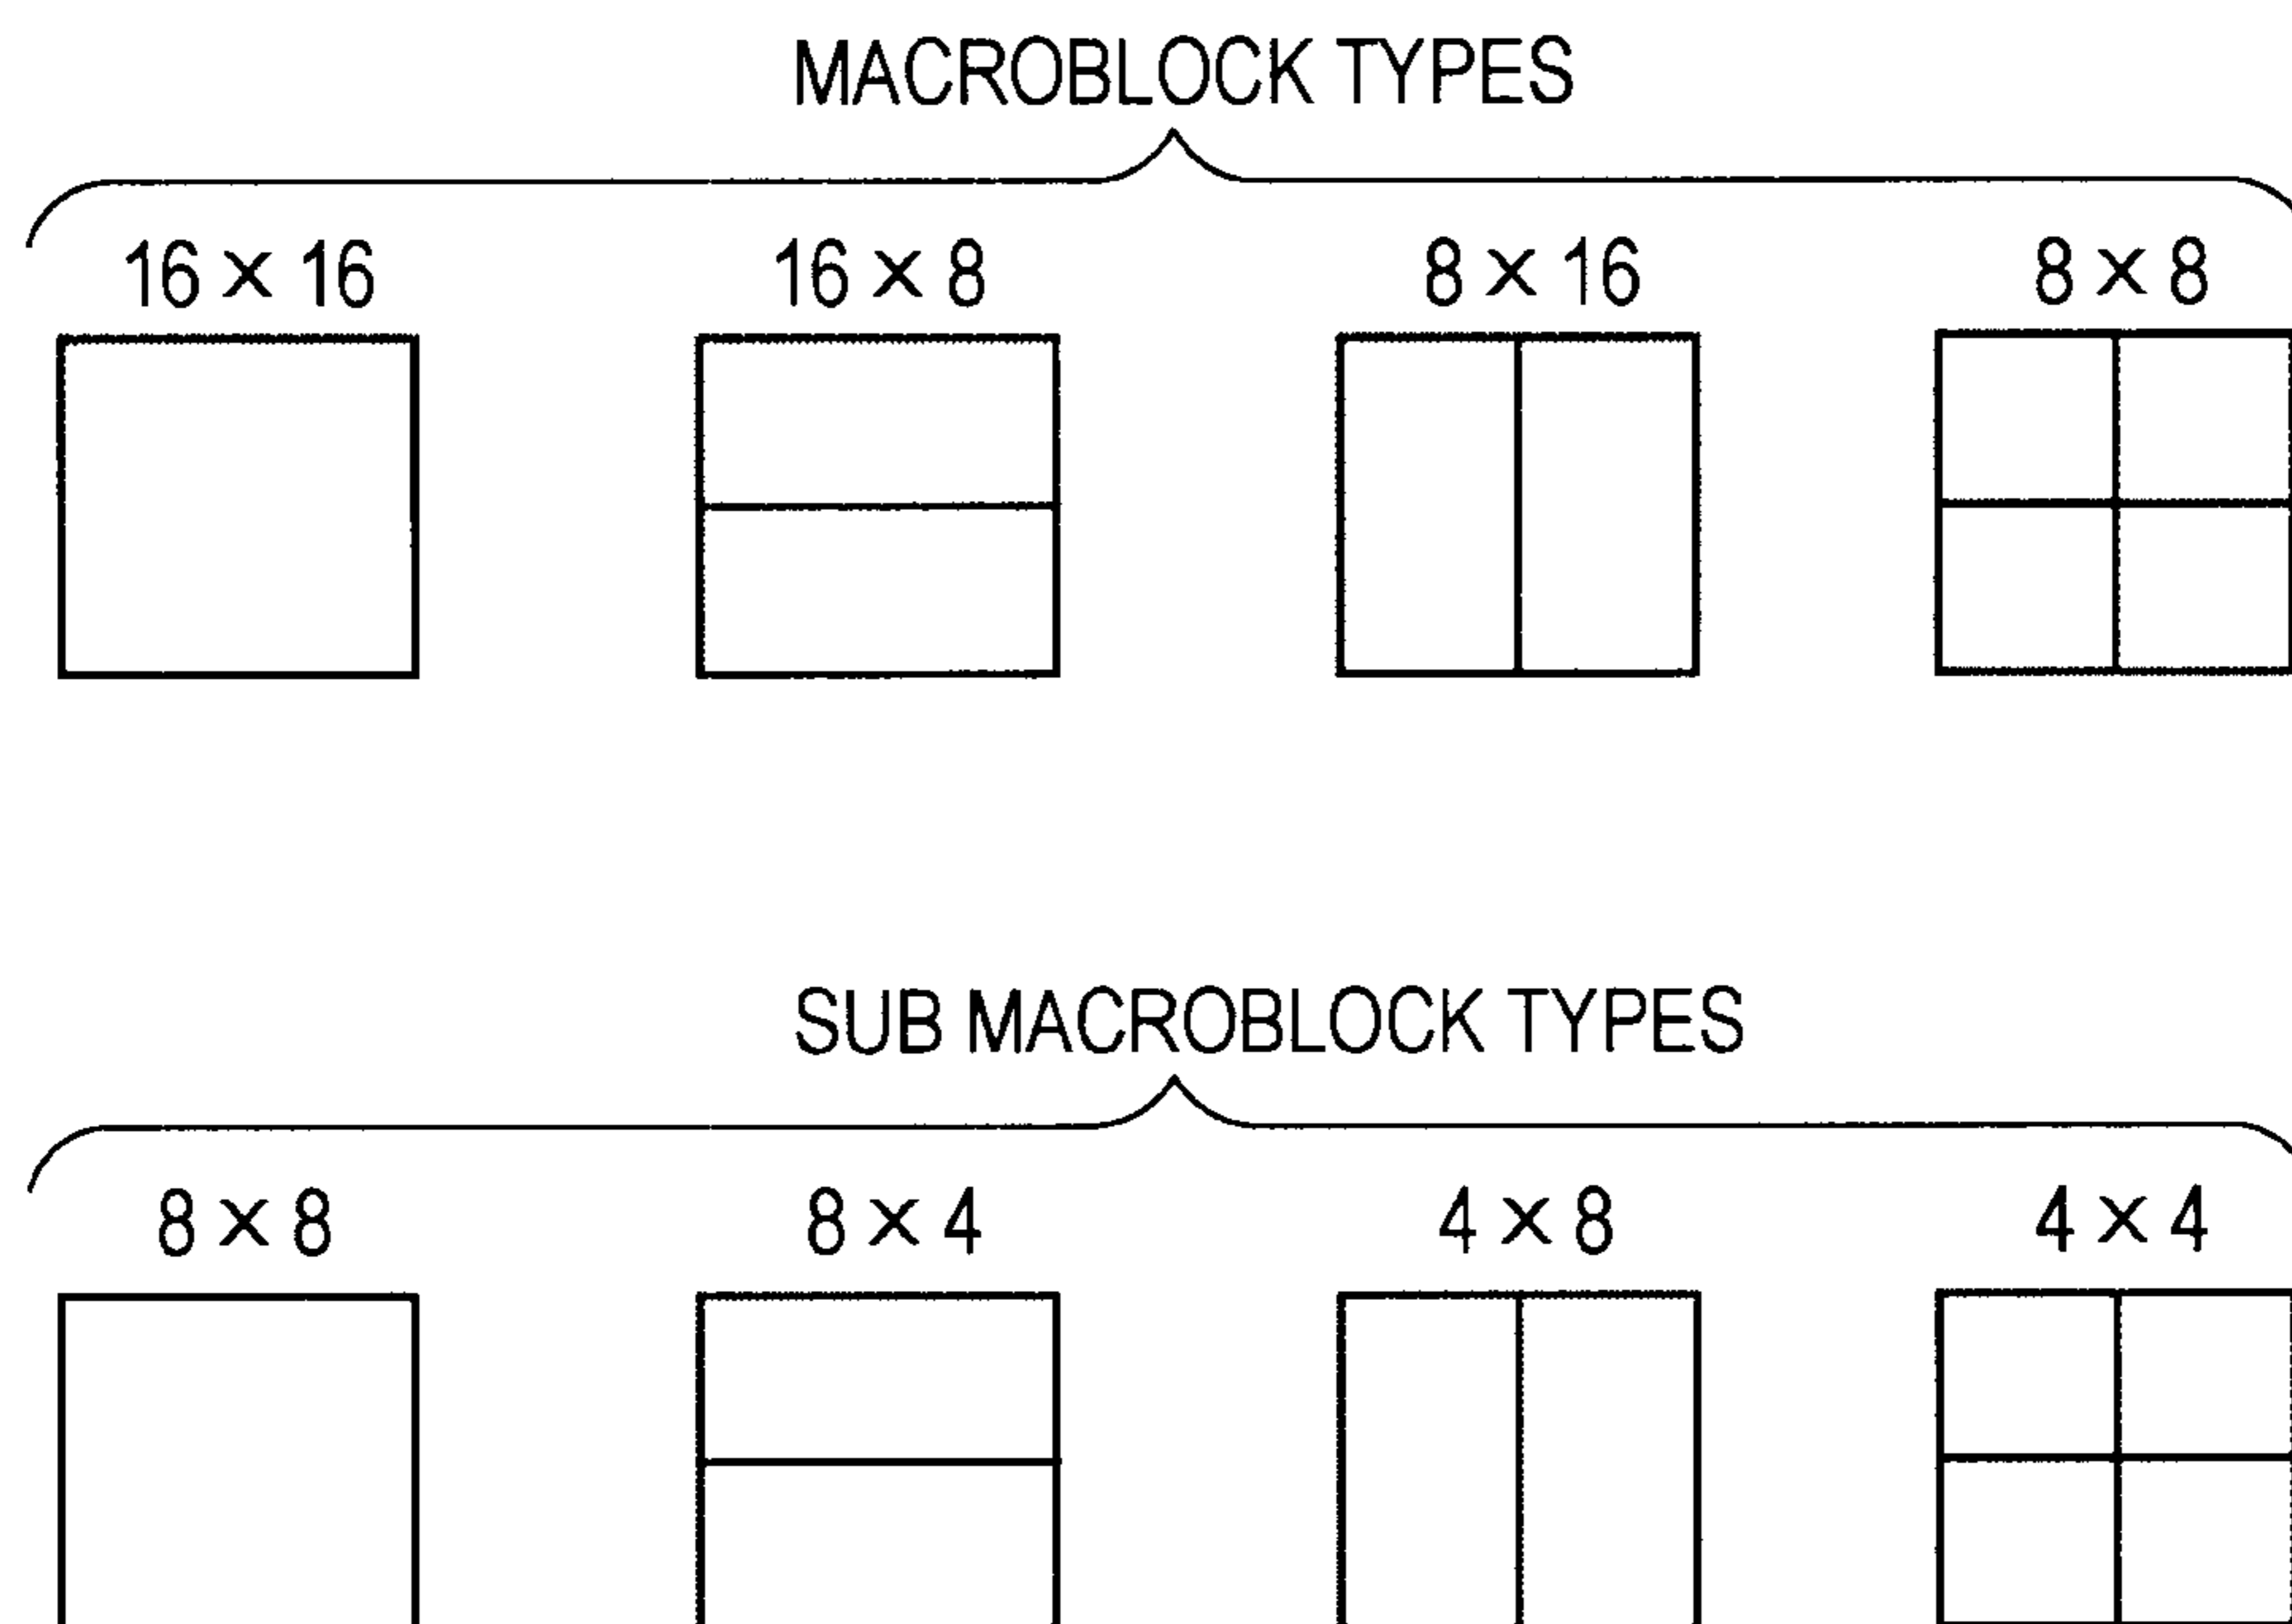 MACROBLOCK TYPES
16 × 16 16 × 8 8 × 16 8 × 8
SUB MACROBLOCK TYPES
8 × 8 8 × 4 4 × 8 4 × 4